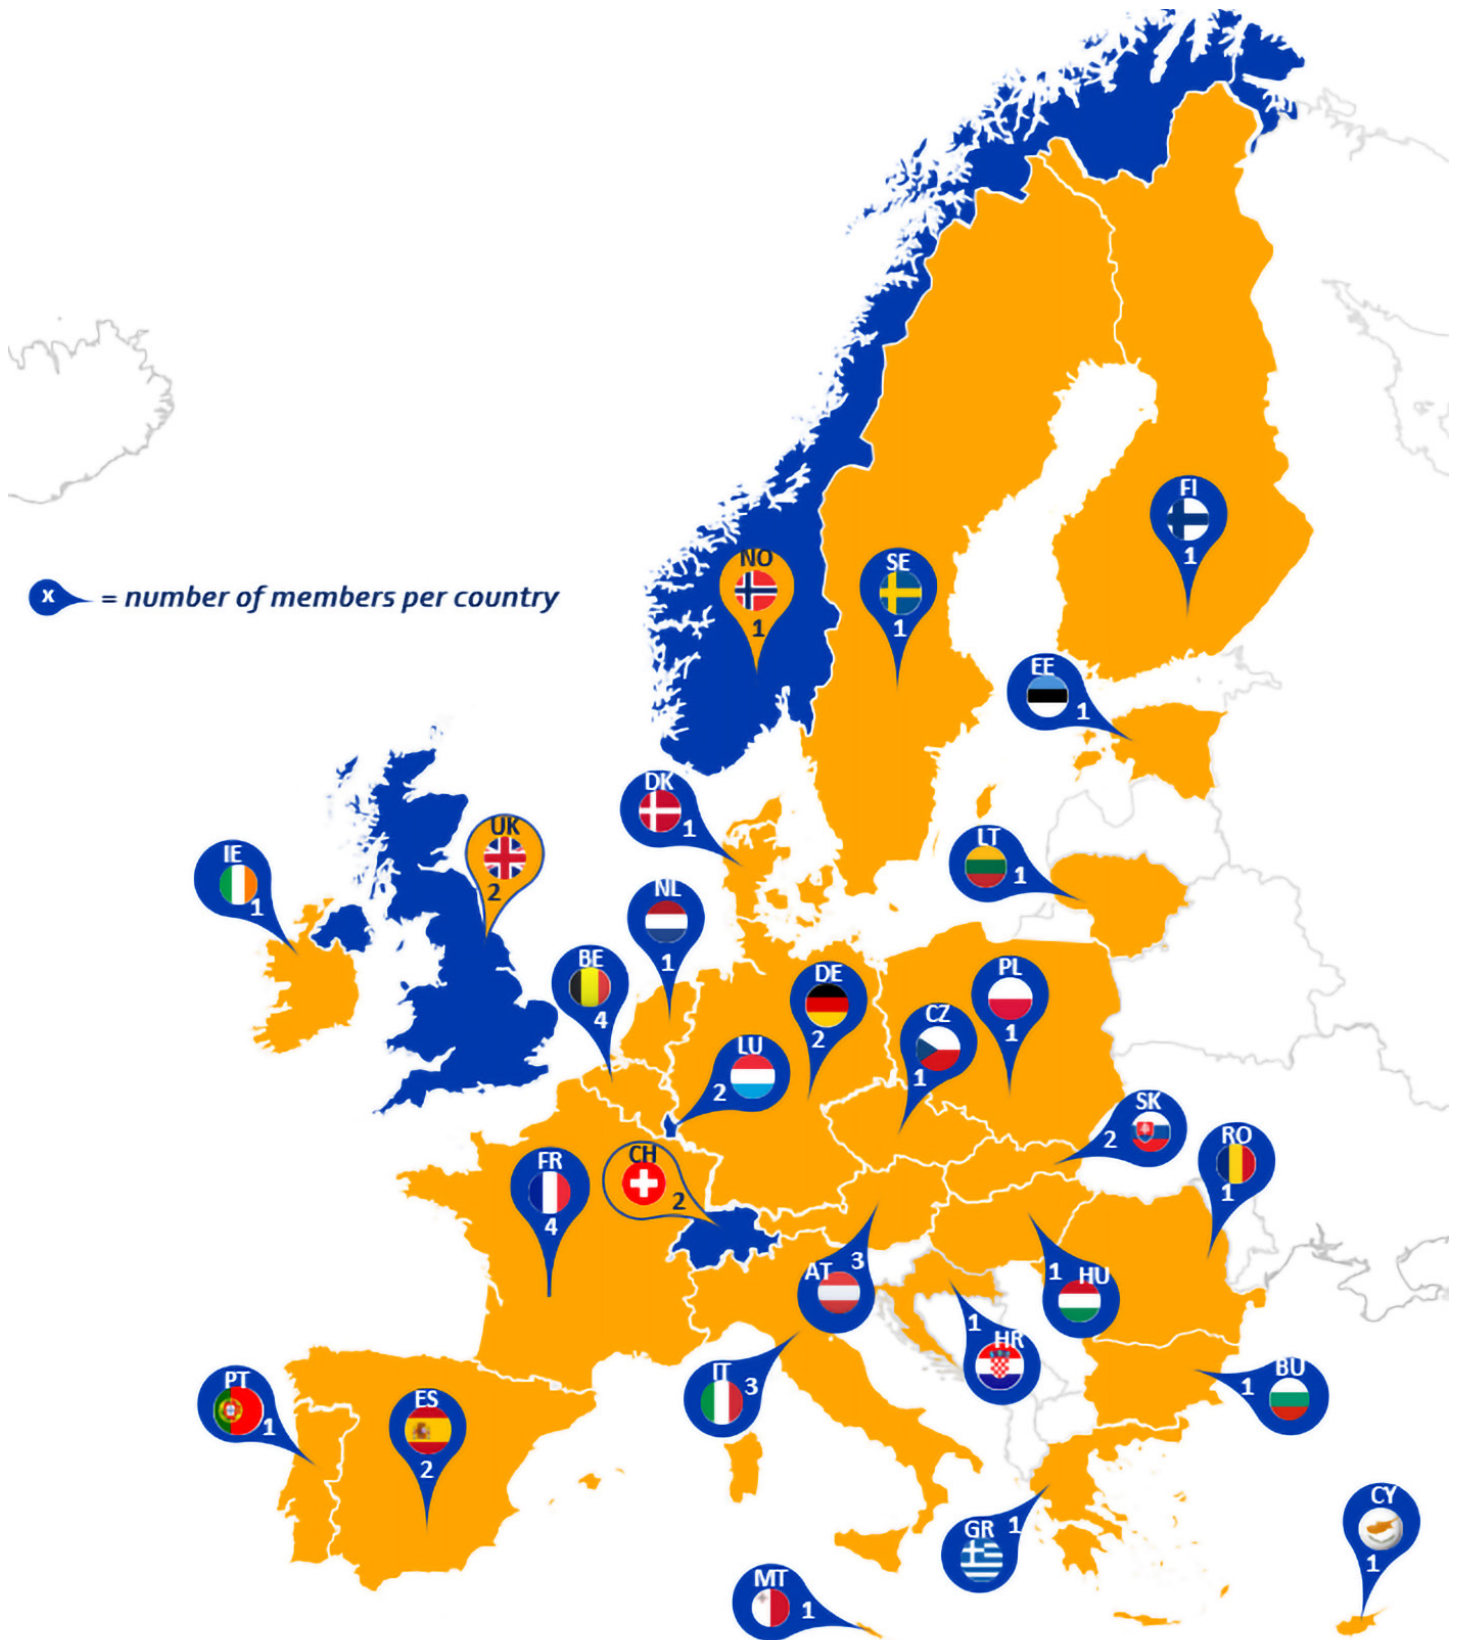 FI
1
NO
1
SE
1
x = number of members per country
EE
1
DK
1
UK
2
LT
1
IE
1
NL
1
BE
4
DE
2
PL
1
CZ
1
LU
2
SK
2
RO
1
FR
4
CH
2
AT 3
1 HU
1
HR
IT
3
BU
1
PT
1
ES
2
CY
1
GR 1
MT
1